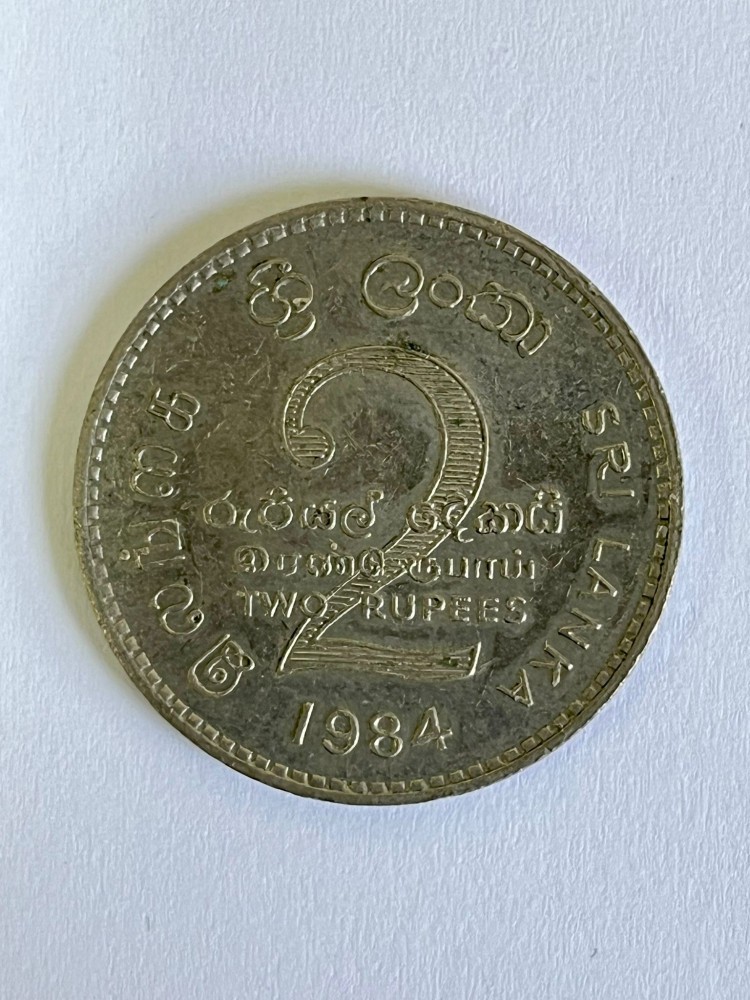 ශ්‍රී ලංකා
இலங்கை
SRI LANKA
2
රුපියල් දෙකයි
இரண்டு ரூபாய்
TWO RUPEES
1984